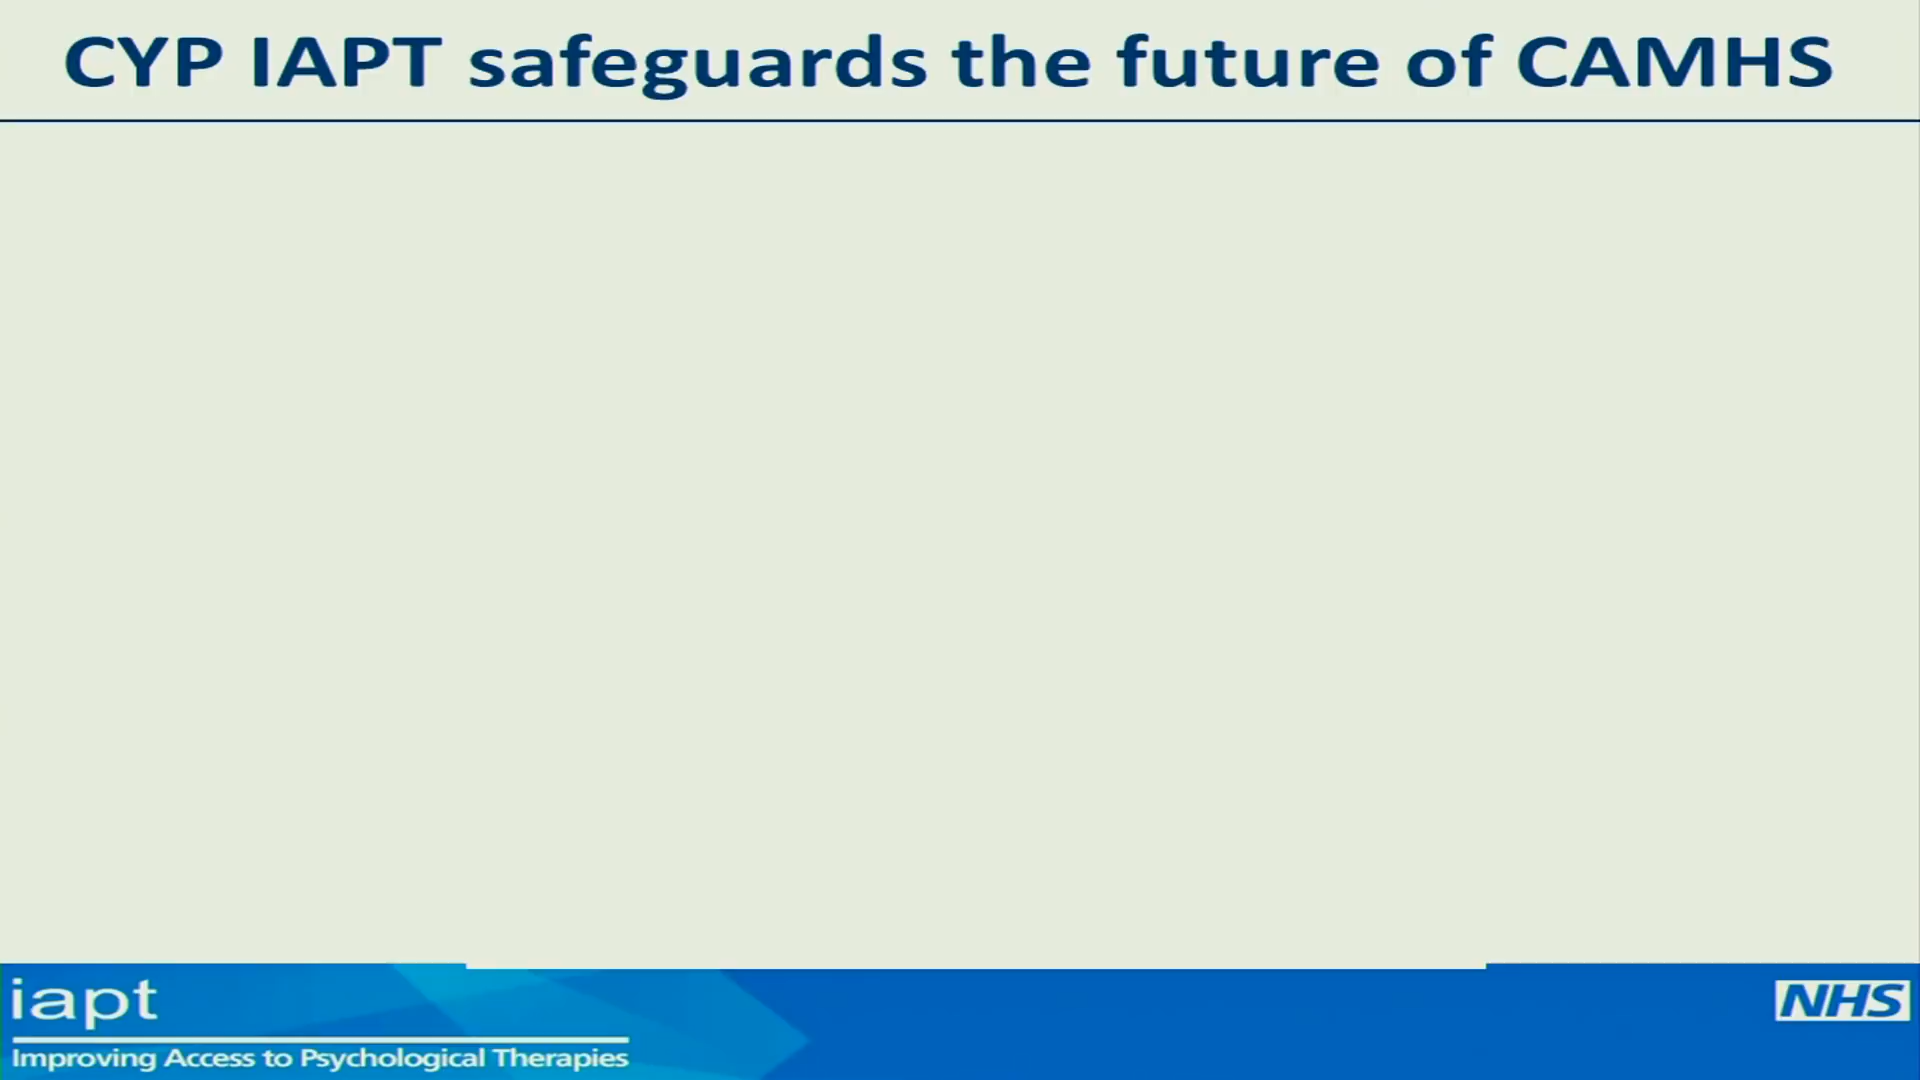 CYP IAPT safeguards the future of CAMHS
iapt
NHS
Improving Access to Psychological Therapies